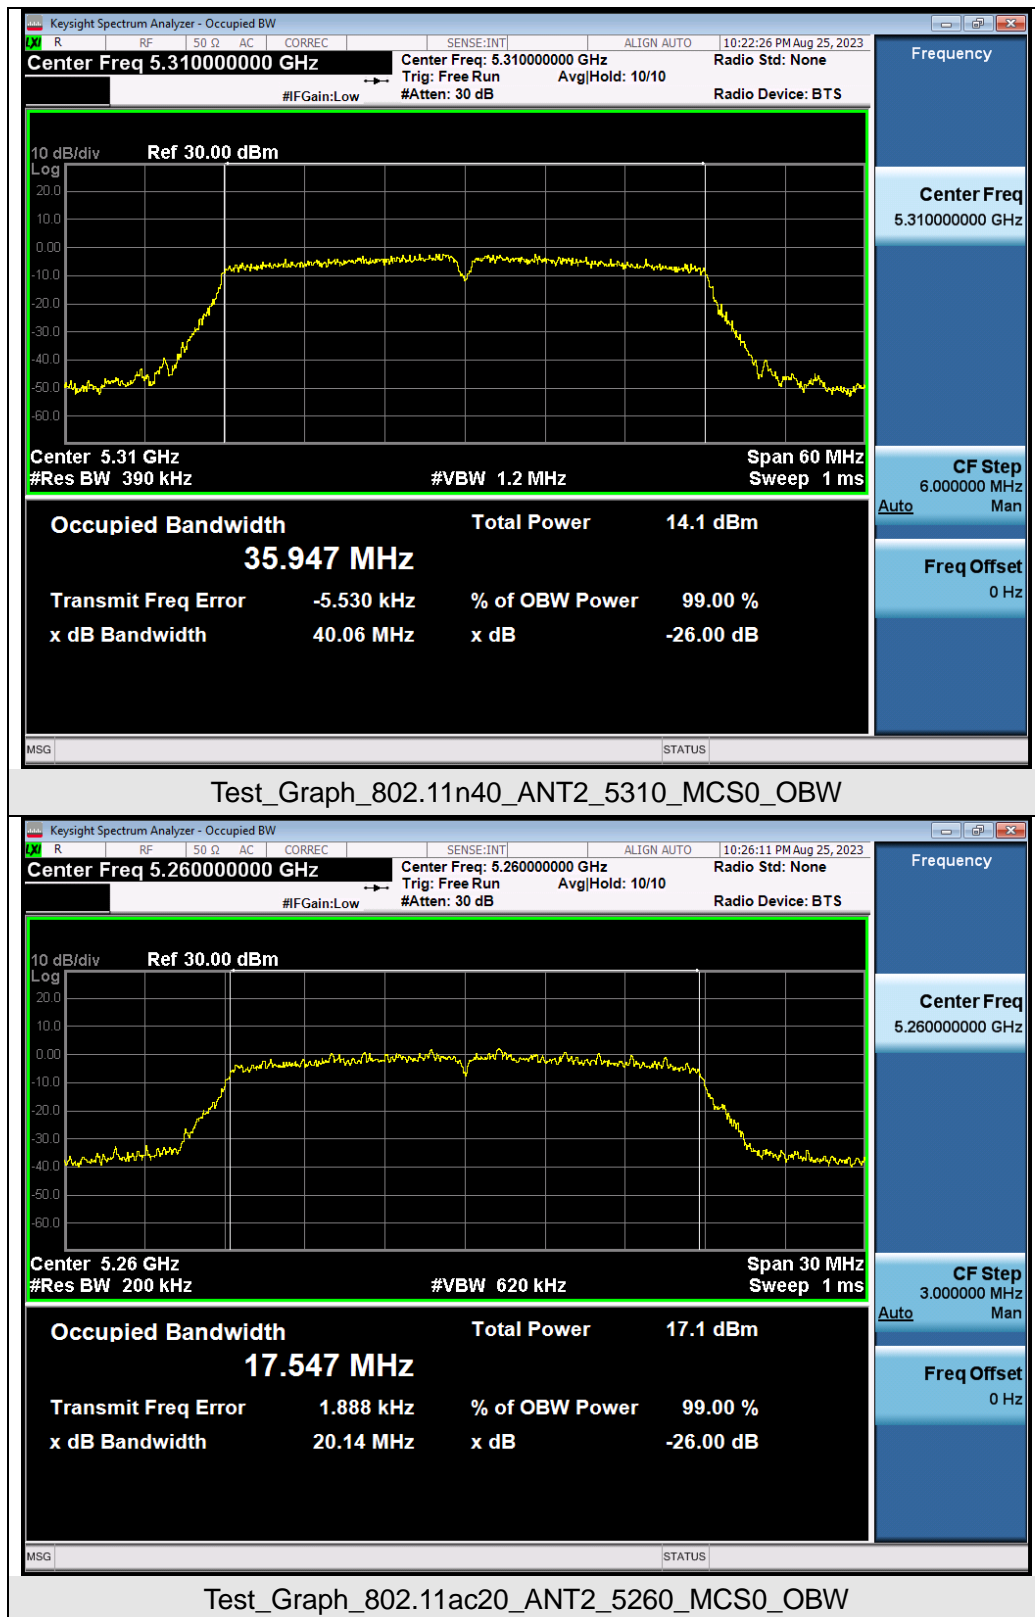 Keysight Spectrum Analyzer - Occupied BW
LXI R RF 50 Ω AC CORREC SENSE:INT ALIGN AUTO 10:22:26 PM Aug 25, 2023
Center Freq 5.310000000 GHz Center Freq: 5.310000000 GHz Radio Std: None
Trig: Free Run Avg|Hold: 10/10
#IFGain:Low #Atten: 30 dB Radio Device: BTS
Frequency
10 dB/div Ref 30.00 dBm
Log
20.0
10.0
0.00
-10.0
-20.0
-30.0
-40.0
-50.0
-60.0
Center 5.31 GHz Span 60 MHz
#Res BW 390 kHz #VBW 1.2 MHz Sweep 1 ms
Center Freq
5.310000000 GHz
CF Step
6.000000 MHz
Auto Man
Freq Offset
0 Hz
Occupied Bandwidth Total Power 14.1 dBm
35.947 MHz
Transmit Freq Error -5.530 kHz % of OBW Power 99.00 %
x dB Bandwidth 40.06 MHz x dB -26.00 dB
MSG STATUS
Test_Graph_802.11n40_ANT2_5310_MCS0_OBW
Keysight Spectrum Analyzer - Occupied BW
LXI R RF 50 Ω AC CORREC SENSE:INT ALIGN AUTO 10:26:11 PM Aug 25, 2023
Center Freq 5.260000000 GHz Center Freq: 5.260000000 GHz Radio Std: None
Trig: Free Run Avg|Hold: 10/10
#IFGain:Low #Atten: 30 dB Radio Device: BTS
Frequency
10 dB/div Ref 30.00 dBm
Log
20.0
10.0
0.00
-10.0
-20.0
-30.0
-40.0
-50.0
-60.0
Center 5.26 GHz Span 30 MHz
#Res BW 200 kHz #VBW 620 kHz Sweep 1 ms
Center Freq
5.260000000 GHz
CF Step
3.000000 MHz
Auto Man
Freq Offset
0 Hz
Occupied Bandwidth Total Power 17.1 dBm
17.547 MHz
Transmit Freq Error 1.888 kHz % of OBW Power 99.00 %
x dB Bandwidth 20.14 MHz x dB -26.00 dB
MSG STATUS
Test_Graph_802.11ac20_ANT2_5260_MCS0_OBW